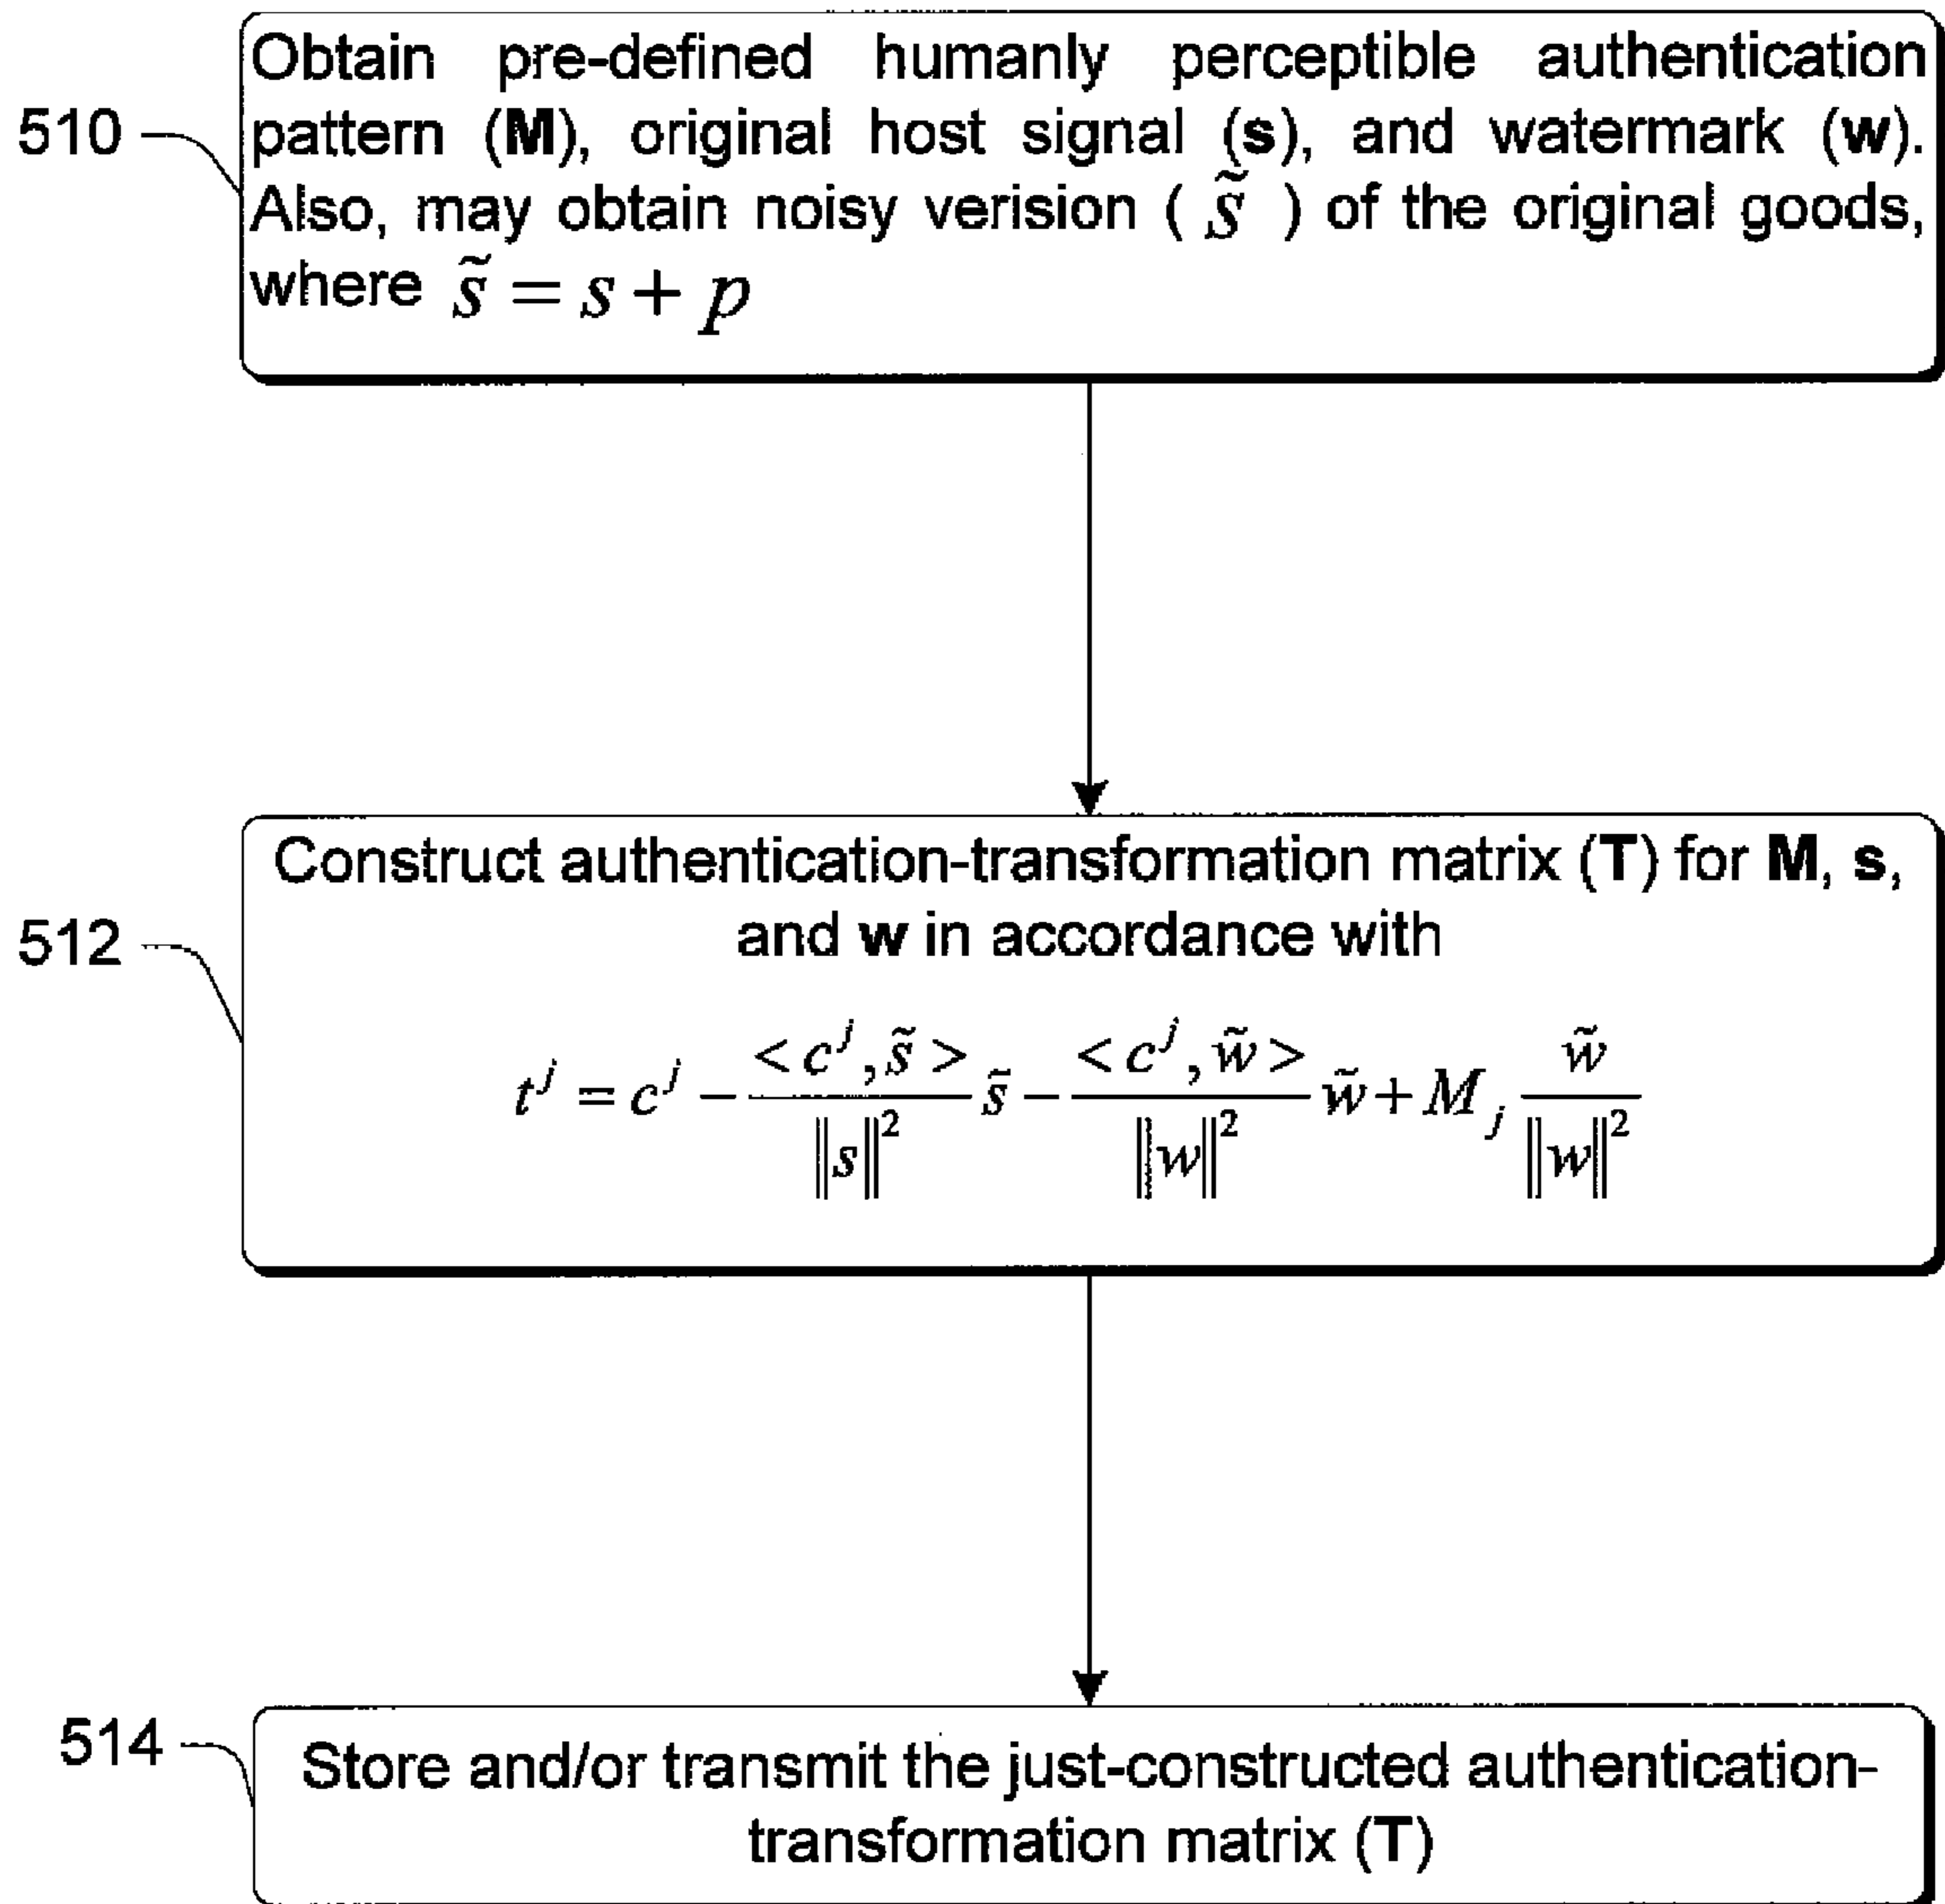 Obtain pre-defined humanly perceptible authentication
510
pattern (M), original host signal (s), and watermark (w).
Also, may obtain noisy verision ( s̃ ) of the original goods,
where s̃ = s + p
Construct authentication-transformation matrix (T) for M, s,
512
and w in accordance with
t^j = c^j − (<c^j, s̃> / ‖s‖²) s̃ − (<c^j, w̃> / ‖w‖²) w̃ + M_j (w̃ / ‖w‖²)
514
Store and/or transmit the just-constructed authentication-
transformation matrix (T)